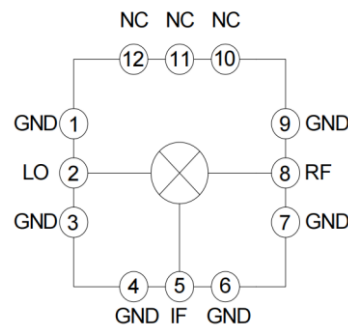 NC NC NC
12 11 10
GND 1 9 GND
LO 2 8 RF
GND 3 7 GND
4 5 6
GND IF GND